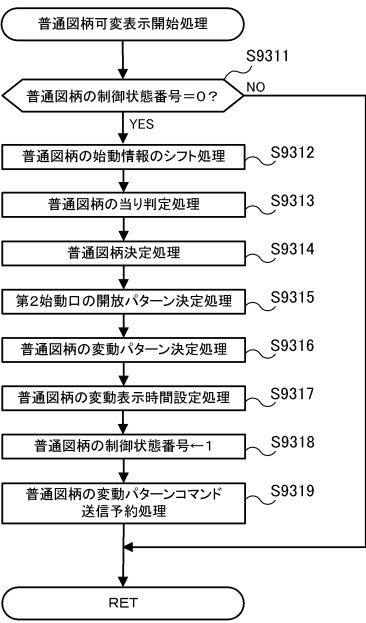 普通図柄可変表示開始処理
S9311
普通図柄の制御状態番号=0?
NO
YES
普通図柄の始動情報のシフト処理
S9312
普通図柄の当り判定処理
S9313
普通図柄決定処理
S9314
第2始動口の開放パターン決定処理
S9315
普通図柄の変動パターン決定処理
S9316
普通図柄の変動表示時間設定処理
S9317
普通図柄の制御状態番号←1
S9318
普通図柄の変動パターンコマンド
送信予約処理
S9319
RET